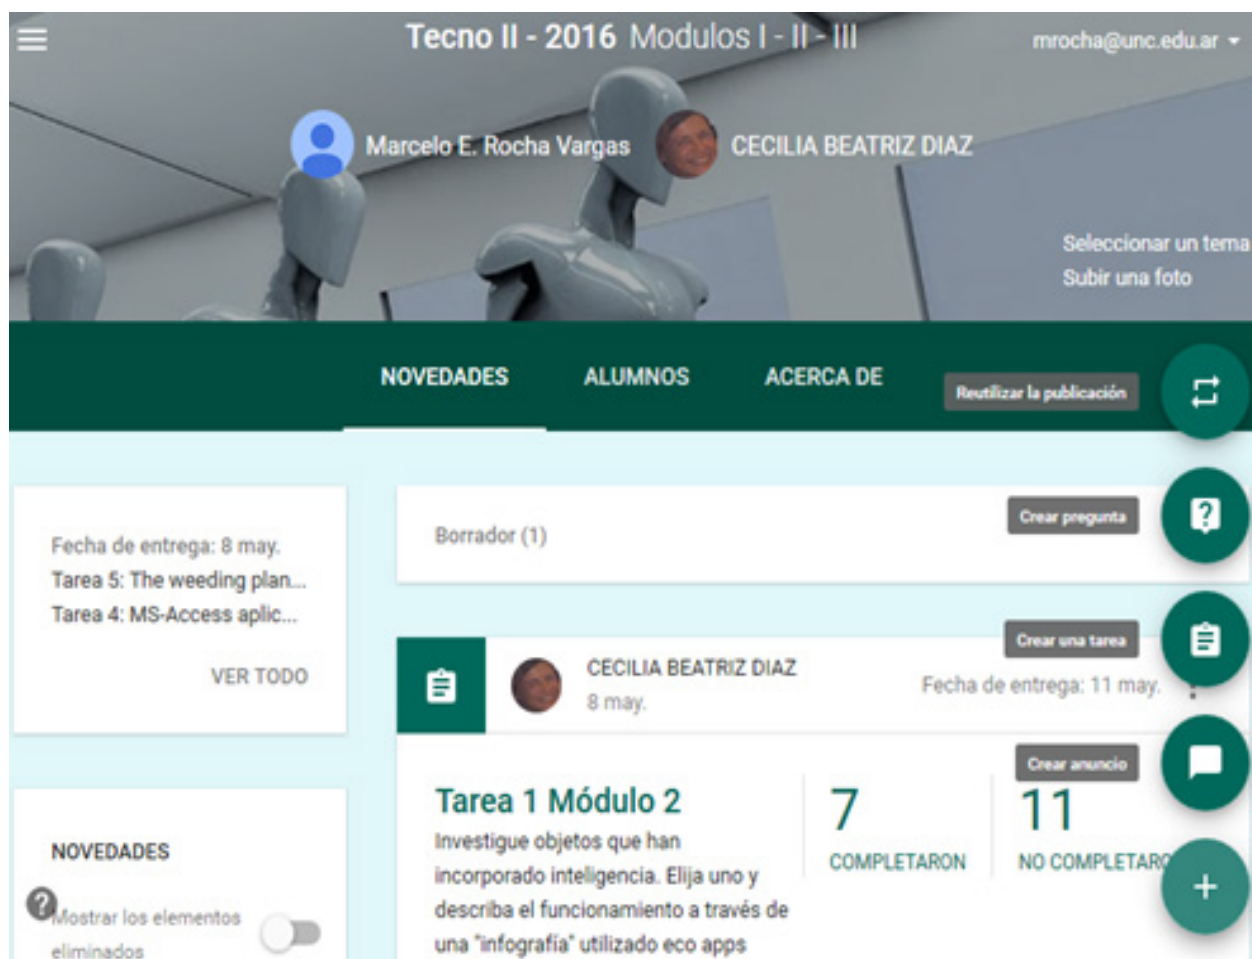 Tecno II - 2016 Modulos I - II - III
mrocha@unc.edu.ar
Marcelo E. Rocha Vargas
CECILIA BEATRIZ DIAZ
Seleccionar un tema
Subir una foto
NOVEDADES
ALUMNOS
ACERCA DE
Reutilizar la publicación
Fecha de entrega: 8 may.
Tarea 5: The weeding plan...
Tarea 4: MS-Access aplic...
VER TODO
Borrador (1)
Crear pregunta
Crear una tarea
CECILIA BEATRIZ DIAZ
8 may.
Fecha de entrega: 11 may.
Crear anuncio
Tarea 1 Módulo 2
Investigue objetos que han
incorporado inteligencia. Elija uno y
describa el funcionamiento a través de
una "infografía" utilizado eco apps
7
COMPLETARON
11
NO COMPLETARO
NOVEDADES
Mostrar los elementos
eliminados